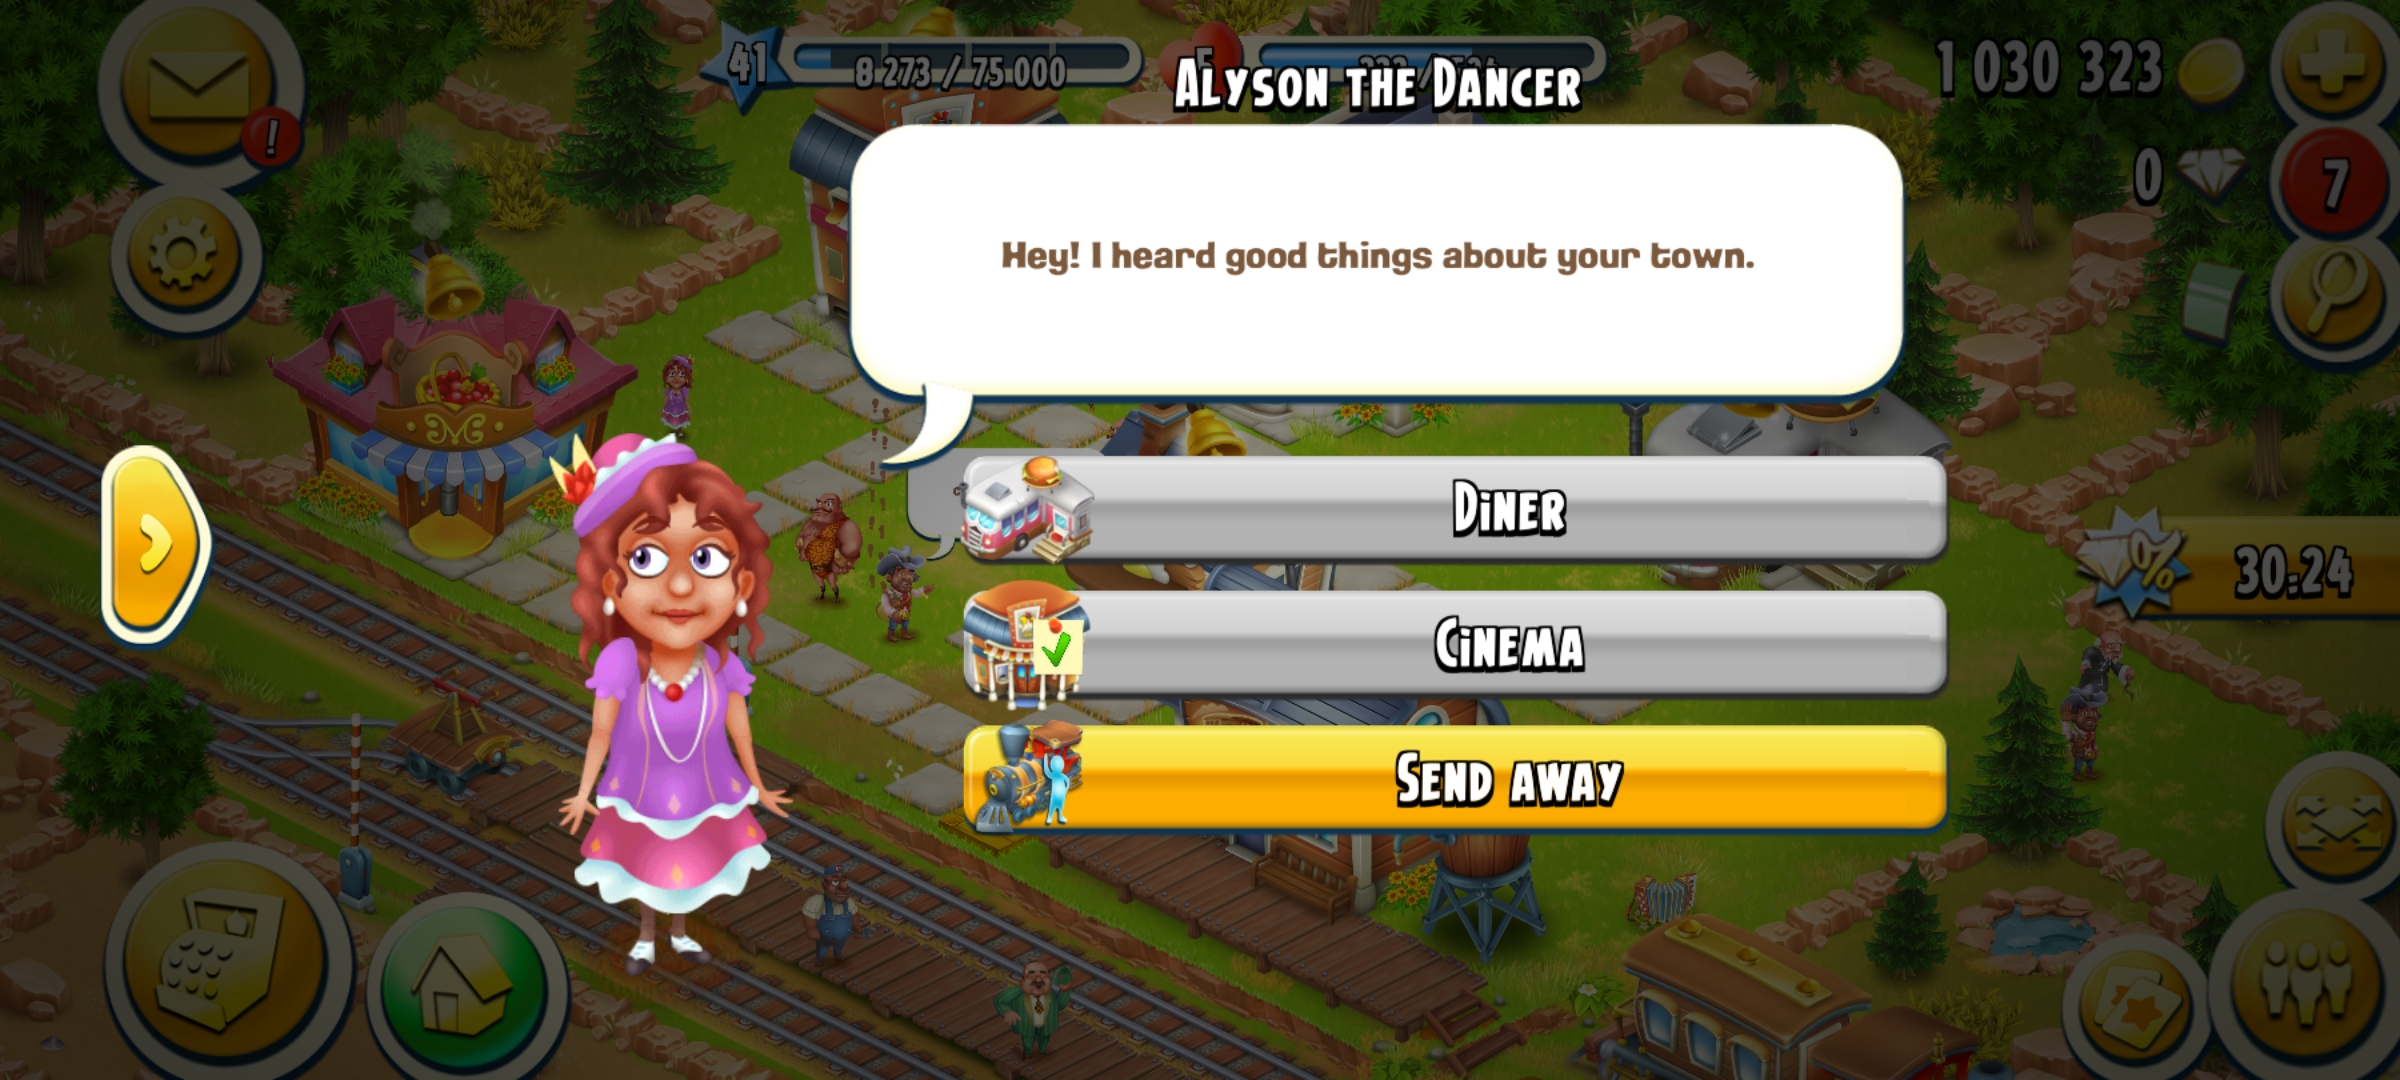 41
8 273 / 75 000
Alyson the Dancer
1 030 323
!
0
7
Hey! I heard good things about your town.
Diner
%
30:24
Cinema
Send away